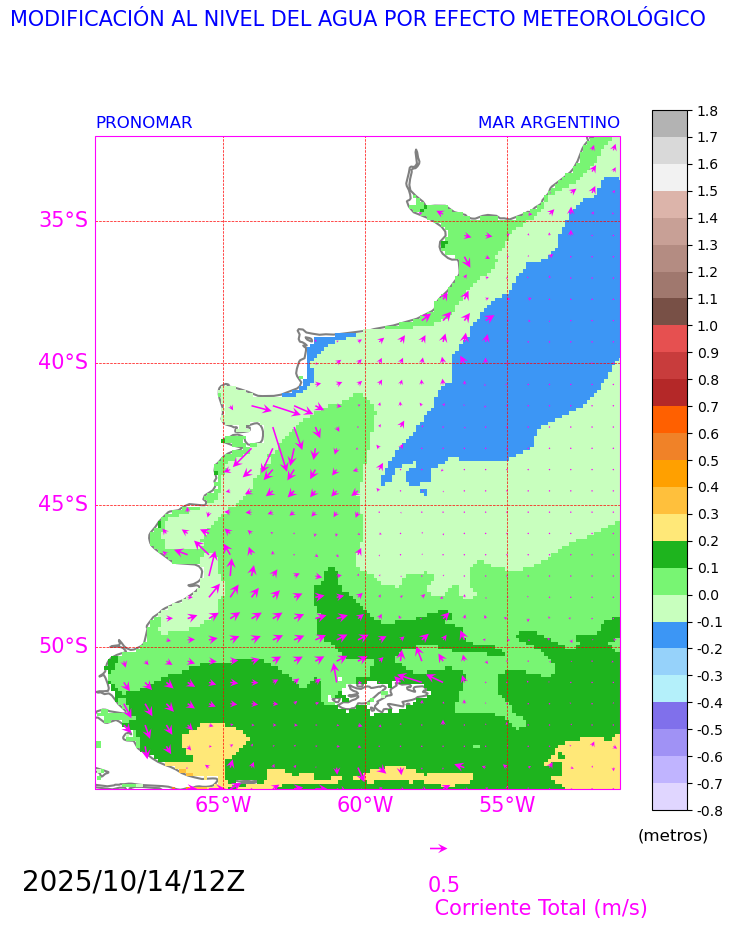 MODIFICACIÓN AL NIVEL DEL AGUA POR EFECTO METEOROLÓGICO
PRONOMAR
MAR ARGENTINO
35°S
40°S
45°S
50°S
65°W
60°W
55°W
1.8
1.7
1.6
1.5
1.4
1.3
1.2
1.1
1.0
0.9
0.8
0.7
0.6
0.5
0.4
0.3
0.2
0.1
0.0
-0.1
-0.2
-0.3
-0.4
-0.5
-0.6
-0.7
-0.8
(metros)
2025/10/14/12Z
0.5
Corriente Total (m/s)